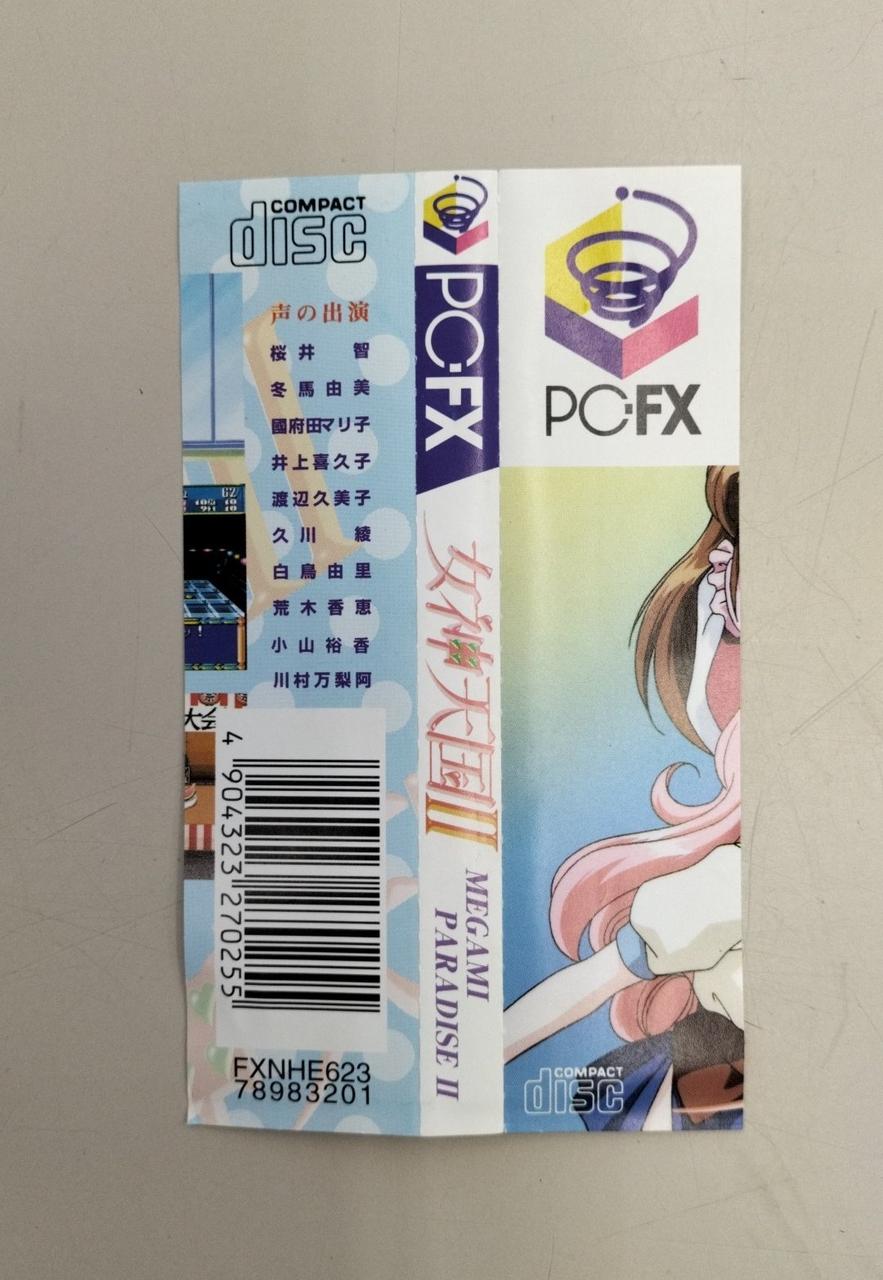 COMPACT
disc
声の出演
桜井 智
冬馬由美
國府田マリ子
井上喜久子
渡辺久美子
久川 綾
白鳥由里
荒木香恵
小山裕香
川村万梨阿
大会
4 904323 270255
FXNHE623
78983201
PC-FX
女神天国II
MEGAMI
PARADISE II
PC-FX
COMPACT
disc